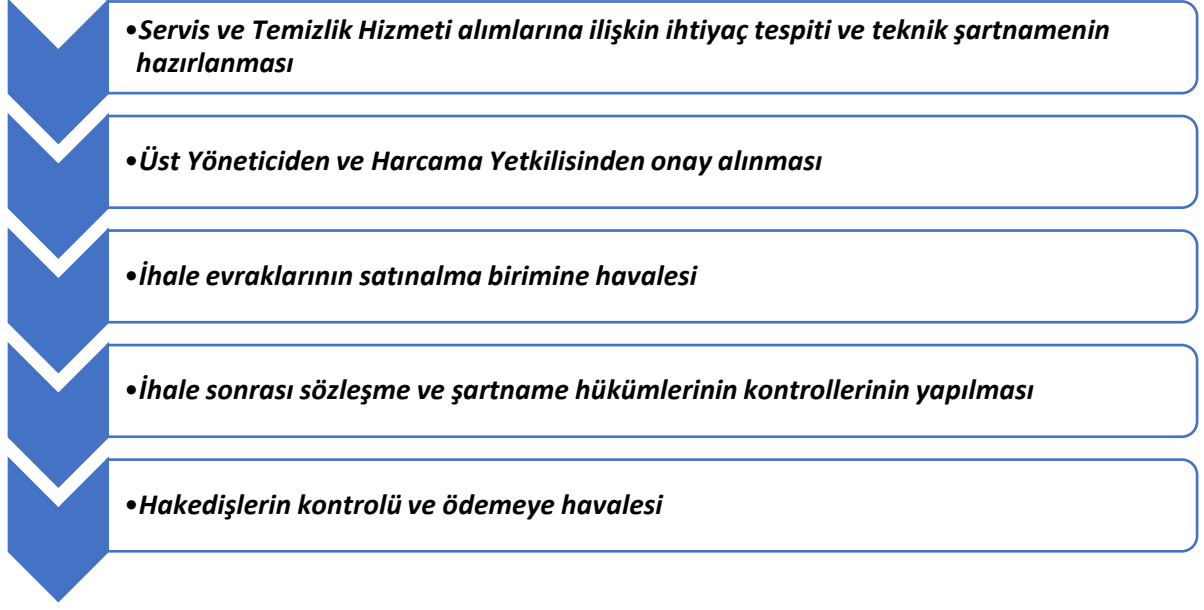 •Servis ve Temizlik Hizmeti alımlarına ilişkin ihtiyaç tespiti ve teknik şartnamenin
hazırlanması
•Üst Yöneticiden ve Harcama Yetkilisinden onay alınması
•İhale evraklarının satınalma birimine havalesi
•İhale sonrası sözleşme ve şartname hükümlerinin kontrollerinin yapılması
•Hakedişlerin kontrolü ve ödemeye havalesi